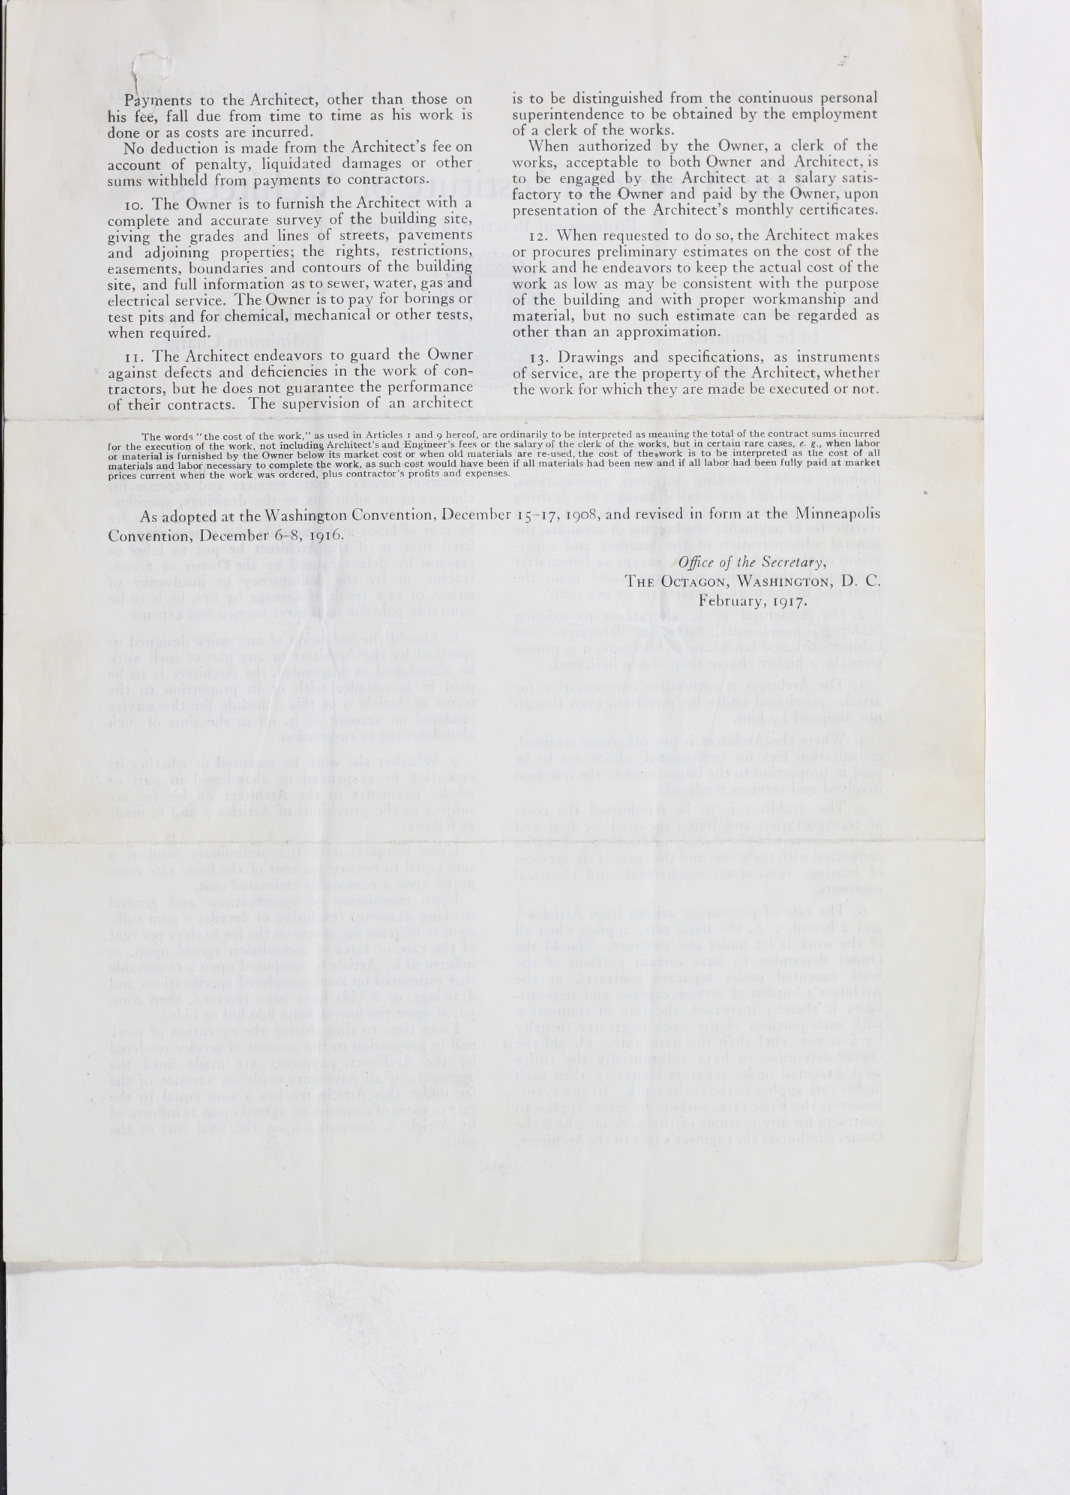 Payments to the Architect, other than those on
his fee, fall due from time to time as his work is
done or as costs are incurred.
No deduction is made from the Architect's fee on
account of penalty, liquidated damages or other
sums withheld from payments to contractors.
10. The Owner is to furnish the Architect with a
complete and accurate survey of the building site,
giving the grades and lines of streets, pavements
and adjoining properties; the rights, restrictions,
easements, boundaries and contours of the building
site, and full information as to sewer, water, gas and
electrical service. The Owner is to pay for borings or
test pits and for chemical, mechanical or other tests,
when required.
11. The Architect endeavors to guard the Owner
against defects and deficiencies in the work of con-
tractors, but he does not guarantee the performance
of their contracts. The supervision of an architect
is to be distinguished from the continuous personal
superintendence to be obtained by the employment
of a clerk of the works.
When authorized by the Owner, a clerk of the
works, acceptable to both Owner and Architect, is
to be engaged by the Architect at a salary satis-
factory to the Owner and paid by the Owner, upon
presentation of the Architect's monthly certificates.
12. When requested to do so, the Architect makes
or procures preliminary estimates on the cost of the
work and he endeavors to keep the actual cost of the
work as low as may be consistent with the purpose
of the building and with proper workmanship and
material, but no such estimate can be regarded as
other than an approximation.
13. Drawings and specifications, as instruments
of service, are the property of the Architect, whether
the work for which they are made be executed or not.
The words "the cost of the work," as used in Articles 1 and 9 hereof, are ordinarily to be interpreted as meaning the total of the contract sums incurred
for the execution of the work, not including Architect's and Engineer's fees or the salary of the clerk of the works, but in certain rare cases, e. g., when labor
or material is furnished by the Owner below its market cost or when old materials are re-used, the cost of the work is to be interpreted as the cost of all
materials and labor necessary to complete the work, as such cost would have been if all materials had been new and if all labor had been fully paid at market
prices current when the work was ordered, plus contractor's profits and expenses.
As adopted at the Washington Convention, December 15-17, 1908, and revised in form at the Minneapolis
Convention, December 6-8, 1916.
Office of the Secretary,
THE OCTAGON, WASHINGTON, D. C.
February, 1917.